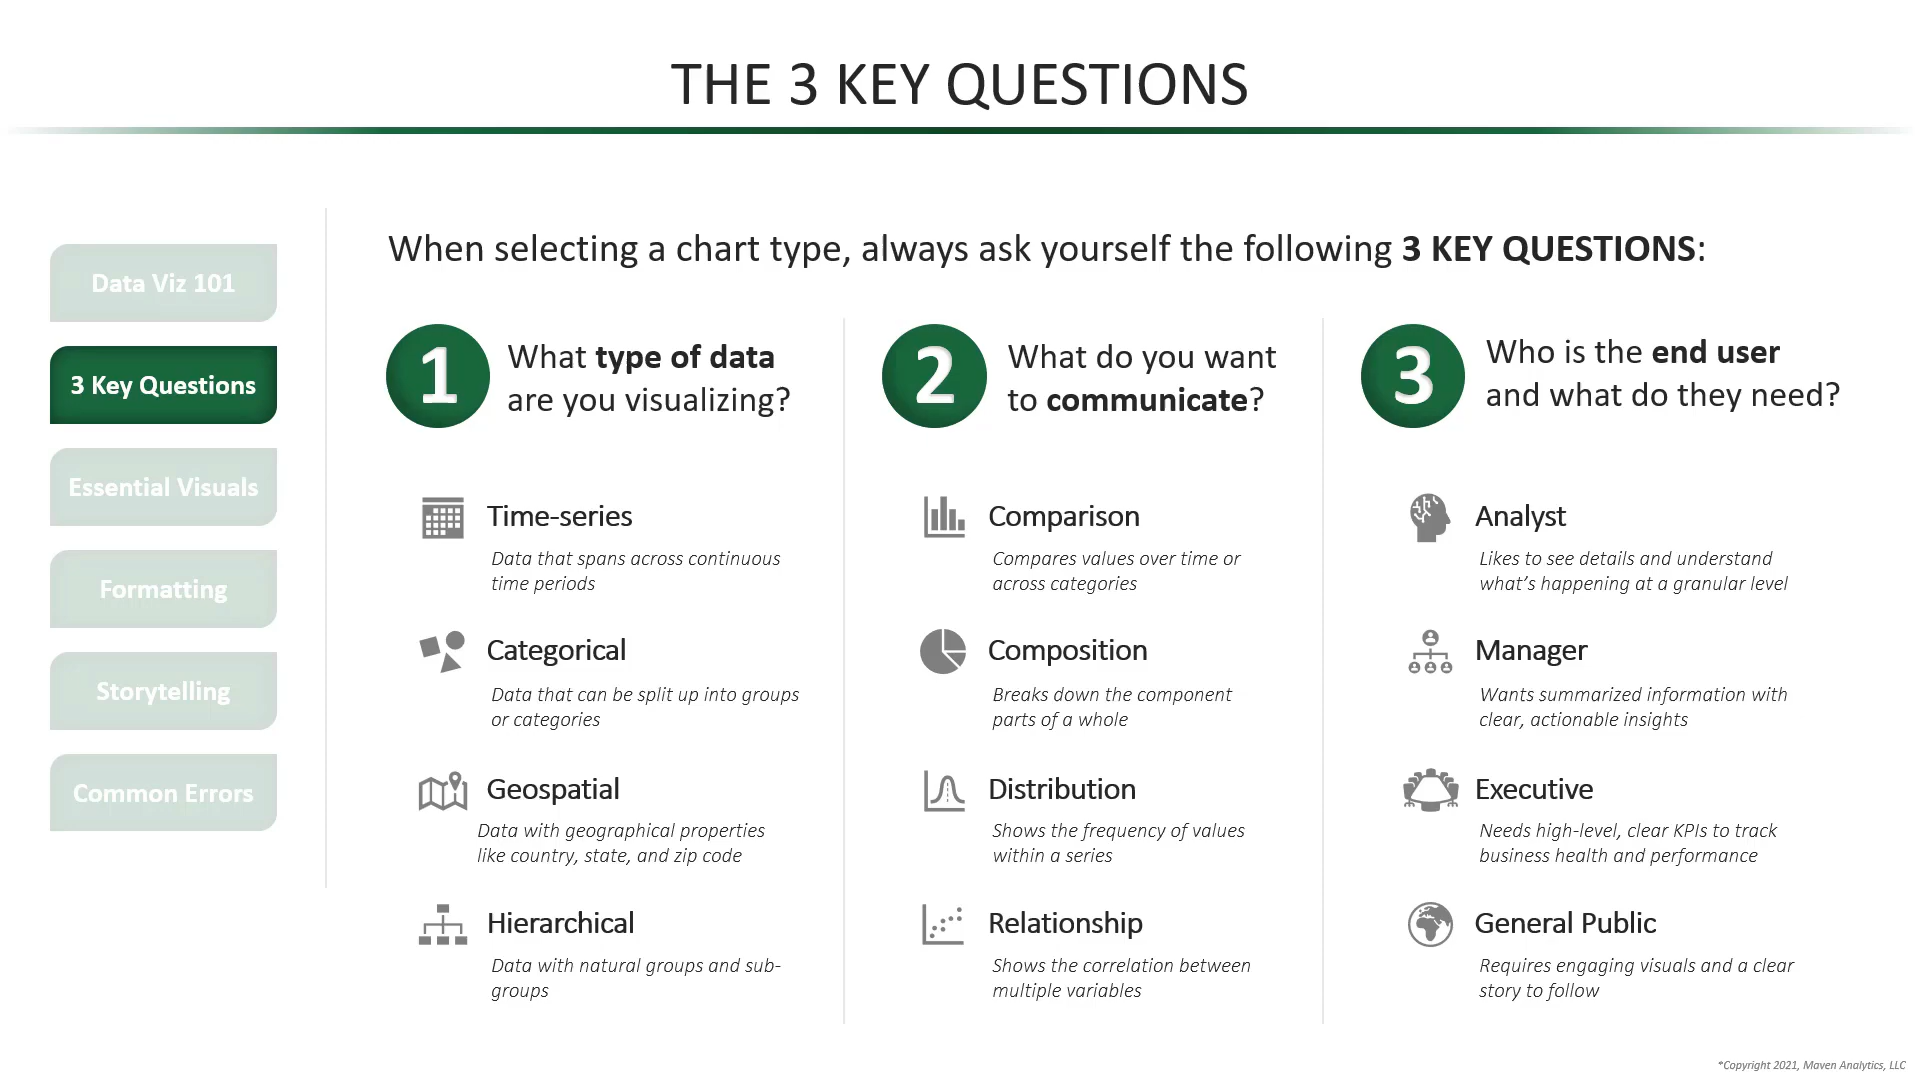 THE 3 KEY QUESTIONS
Data Viz 101
3 Key Questions
Essential Visuals
Formatting
Storytelling
Common Errors
When selecting a chart type, always ask yourself the following 3 KEY QUESTIONS:
1
What type of data
are you visualizing?
Time-series
Data that spans across continuous
time periods
Categorical
Data that can be split up into groups
or categories
Geospatial
Data with geographical properties
like country, state, and zip code
Hierarchical
Data with natural groups and sub-
groups
2
What do you want
to communicate?
Comparison
Compares values over time or
across categories
Composition
Breaks down the component
parts of a whole
Distribution
Shows the frequency of values
within a series
Relationship
Shows the correlation between
multiple variables
3
Who is the end user
and what do they need?
Analyst
Likes to see details and understand
what's happening at a granular level
Manager
Wants summarized information with
clear, actionable insights
Executive
Needs high-level, clear KPIs to track
business health and performance
General Public
Requires engaging visuals and a clear
story to follow
*Copyright 2021, Maven Analytics, LLC